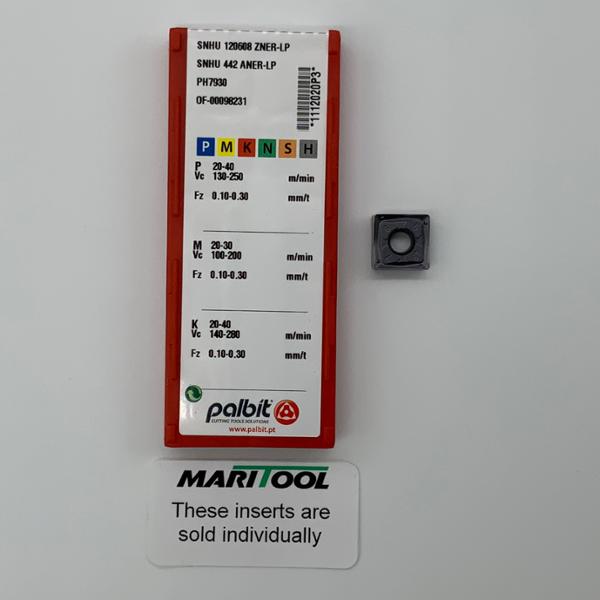 SNHU 120608 ZNER-LP
SNHU 442 ANER-LP
PH7930
OF-00098231
*1112020P3*
P M K N S H
P 20-40
Vc 130-250 m/min
Fz 0.10-0.30 mm/t
M 20-30
Vc 100-200 m/min
Fz 0.10-0.30 mm/t
K 20-40
Vc 140-280 m/min
Fz 0.10-0.30 mm/t
palbit
CUTTING TOOLS SOLUTIONS
www.palbit.pt
MARITOOL
These inserts are
sold individually